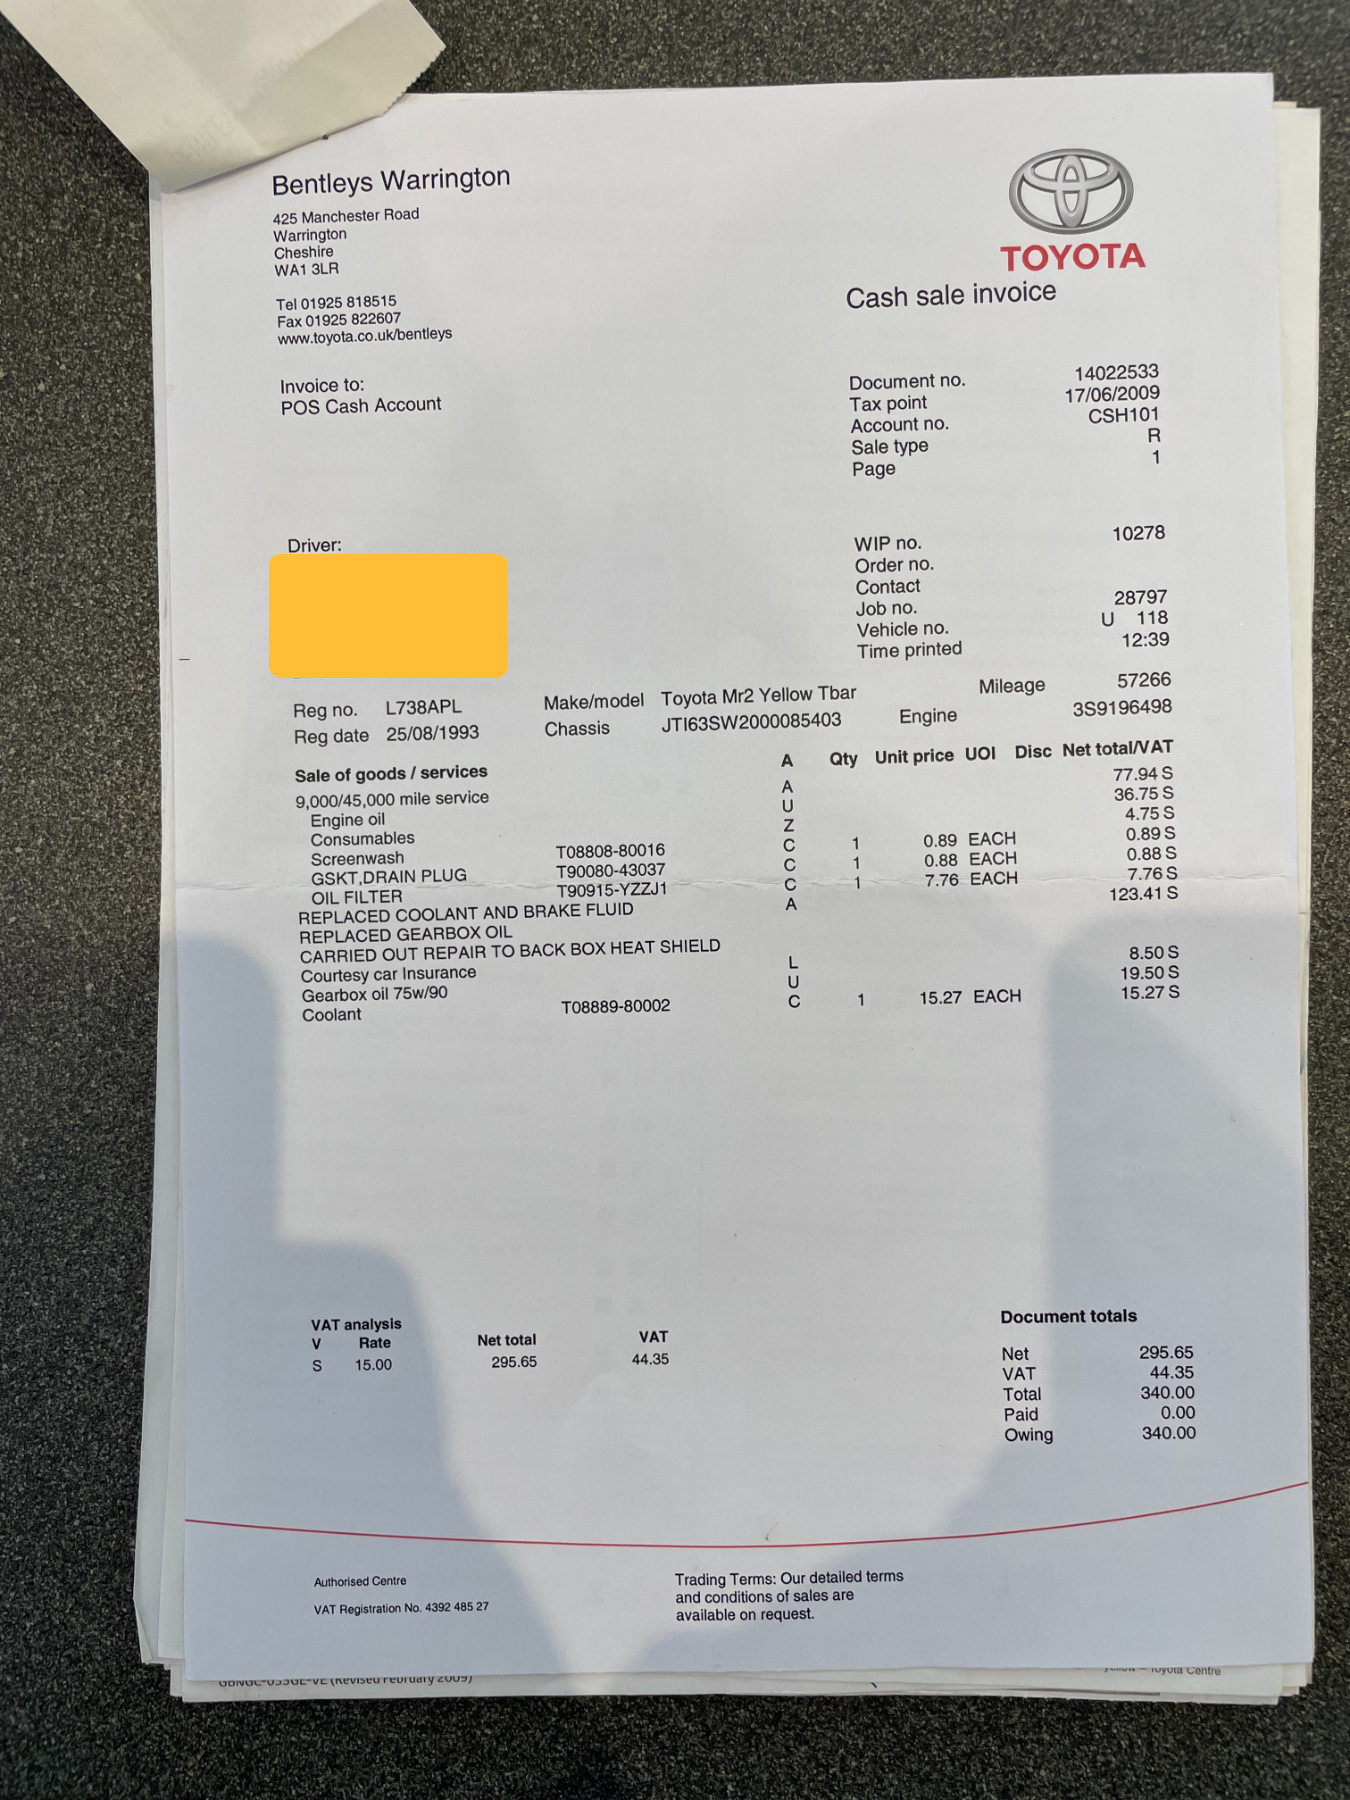 Bentleys Warrington
425 Manchester Road
Warrington
Cheshire
WA1 3LR
Tel 01925 818515
Fax 01925 822607
www.toyota.co.uk/bentleys
TOYOTA
Cash sale invoice
Invoice to:
POS Cash Account
Document no. 14022533
Tax point 17/06/2009
Account no. CSH101
Sale type R
Page 1
Driver:
WIP no. 10278
Order no.
Contact
Job no. 28797
Vehicle no. U 118
Time printed 12:39
Reg no. L738APL Make/model Toyota Mr2 Yellow Tbar Mileage 57266
Reg date 25/08/1993 Chassis JTI63SW2000085403 Engine 3S9196498
Sale of goods / services A Qty Unit price UOI Disc Net total/VAT
9,000/45,000 mile service A 77.94 S
Engine oil U 36.75 S
Consumables Z 4.75 S
Screenwash T08808-80016 C 1 0.89 EACH 0.89 S
GSKT,DRAIN PLUG T90080-43037 C 1 0.88 EACH 0.88 S
OIL FILTER T90915-YZZJ1 C 1 7.76 EACH 7.76 S
REPLACED COOLANT AND BRAKE FLUID A 123.41 S
REPLACED GEARBOX OIL
CARRIED OUT REPAIR TO BACK BOX HEAT SHIELD
Courtesy car Insurance L 8.50 S
Gearbox oil 75w/90 U 19.50 S
Coolant T08889-80002 C 1 15.27 EACH 15.27 S
VAT analysis
V Rate Net total VAT
S 15.00 295.65 44.35
Document totals
Net 295.65
VAT 44.35
Total 340.00
Paid 0.00
Owing 340.00
Authorised Centre
VAT Registration No. 4392 485 27
Trading Terms: Our detailed terms
and conditions of sales are
available on request.
(Revised February 2009)
Toyota Centre